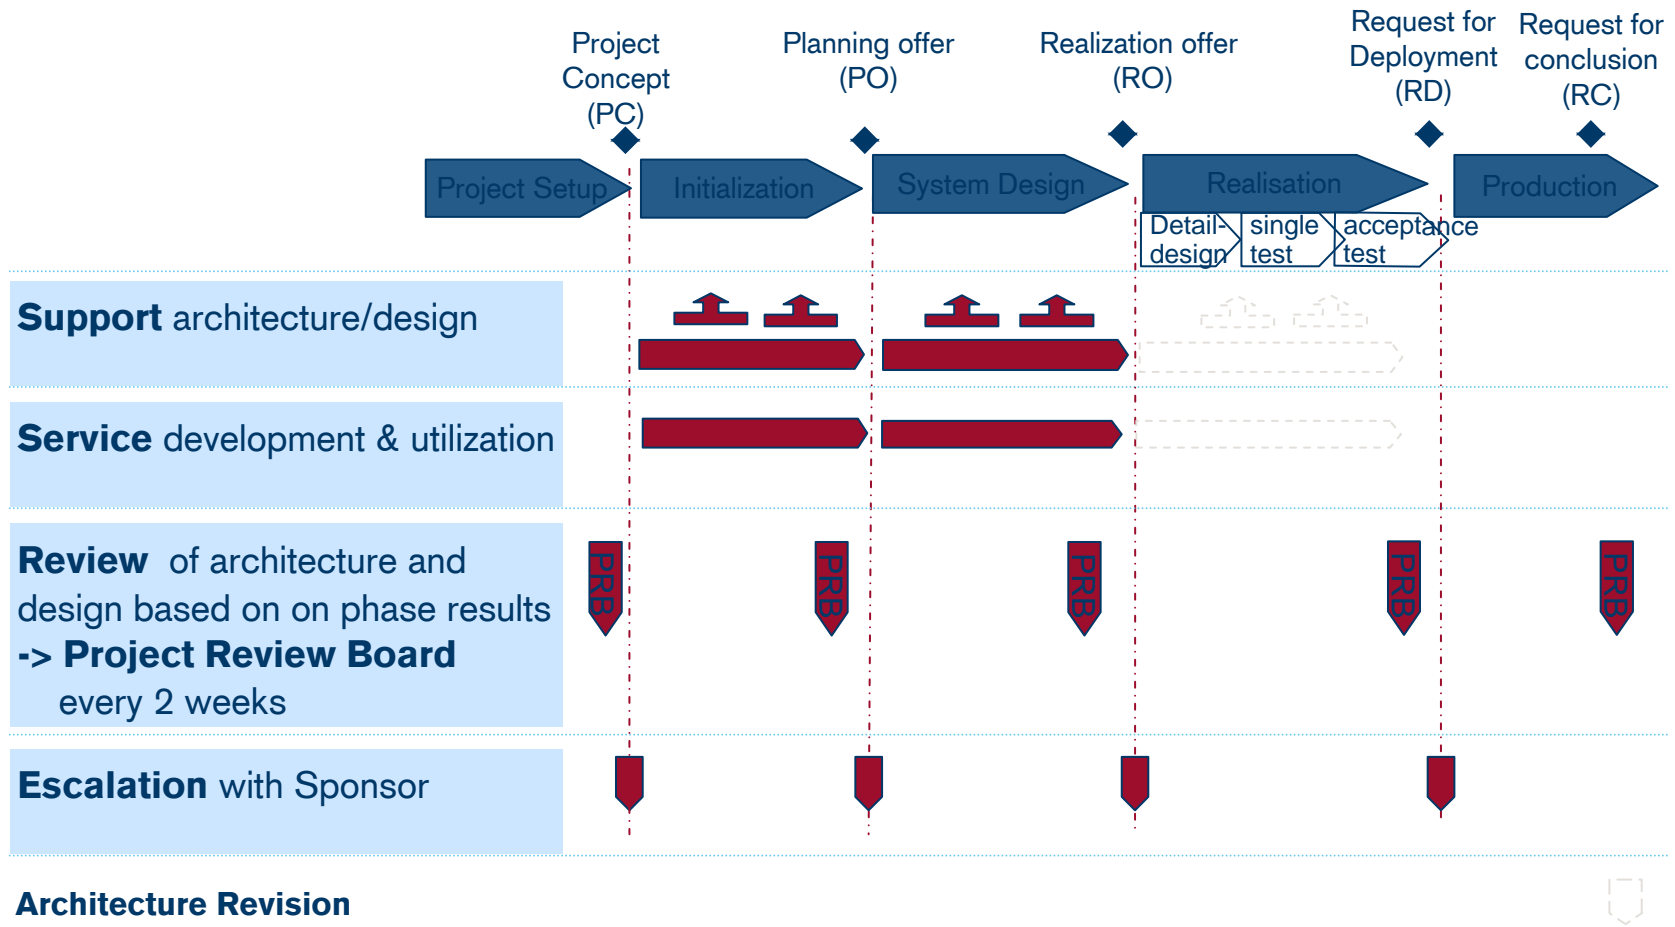 Project
Concept
(PC)
Planning offer
(PO)
Realization offer
(RO)
Request for
Deployment
(RD)
Request for
conclusion
(RC)
Project Setup
Initialization
System Design
Realisation
Production
Detail-
design
single
test
acceptance
test
Support architecture/design
Service development & utilization
Review of architecture and
design based on on phase results
-> Project Review Board
every 2 weeks
PRB
PRB
PRB
PRB
PRB
Escalation with Sponsor
Architecture Revision